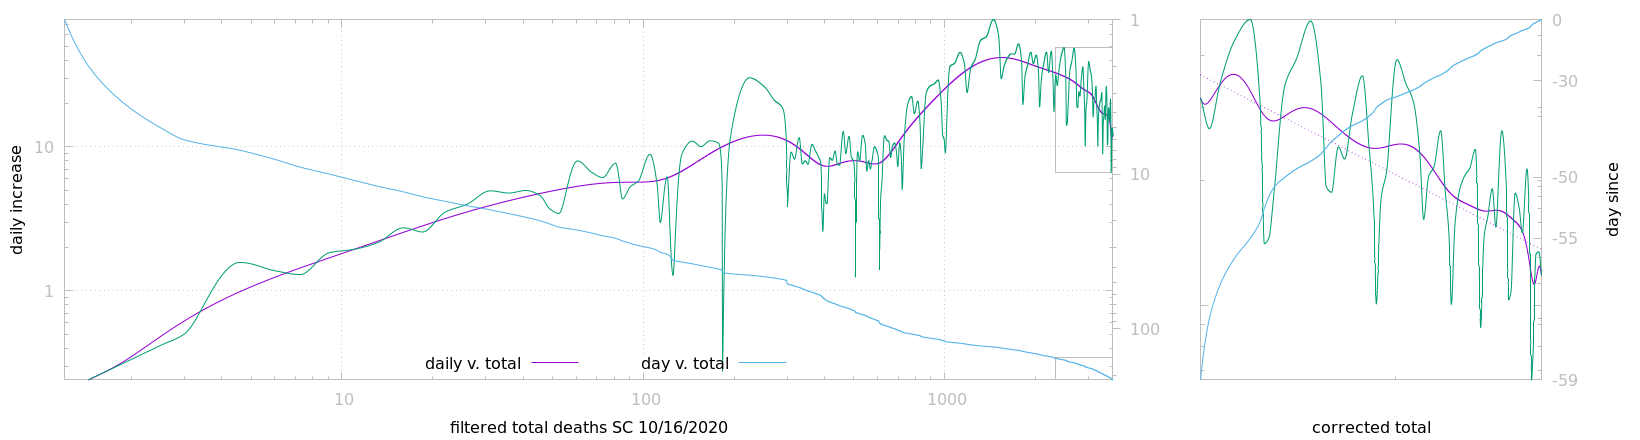 1
0
10
1
10
100
-30
-50
-55
-59
daily increase
day since
daily v. total
day v. total
10
100
1000
filtered total deaths SC 10/16/2020
corrected total